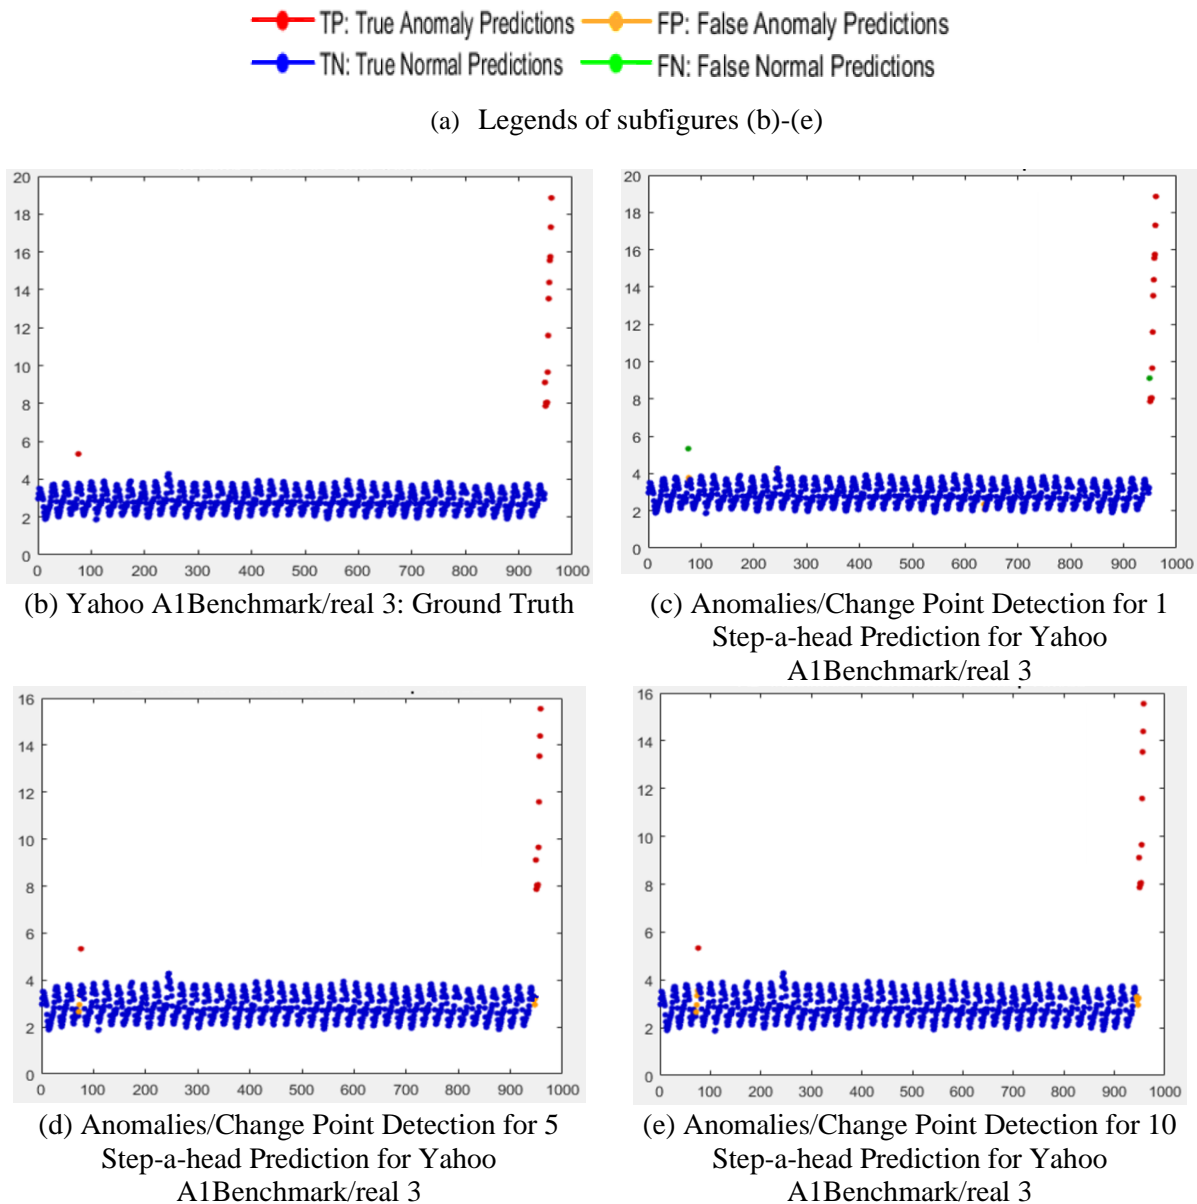 TP: True Anomaly Predictions FP: False Anomaly Predictions
TN: True Normal Predictions FN: False Normal Predictions
(a) Legends of subfigures (b)-(e)
20
18
16
14
12
10
8
6
4
2
0
0 100 200 300 400 500 600 700 800 900 1000
(b) Yahoo A1Benchmark/real 3: Ground Truth
20
18
16
14
12
10
8
6
4
2
0
0 100 200 300 400 500 600 700 800 900 1000
(c) Anomalies/Change Point Detection for 1
Step-a-head Prediction for Yahoo
A1Benchmark/real 3
16
14
12
10
8
6
4
2
0
0 100 200 300 400 500 600 700 800 900 1000
(d) Anomalies/Change Point Detection for 5
Step-a-head Prediction for Yahoo
A1Benchmark/real 3
16
14
12
10
8
6
4
2
0
0 100 200 300 400 500 600 700 800 900 1000
(e) Anomalies/Change Point Detection for 10
Step-a-head Prediction for Yahoo
A1Benchmark/real 3